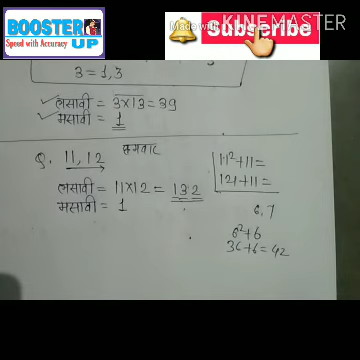 BOOSTER
Speed with Accuracy UP
KINEMASTER
Subscribe
3 = 1, 3
लसावी = 3×13 = 39
मसावी = 1
Q. 11, 12
लसावी = 11×12 = 132
मसावी = 1
11²+11=
121+11=
6, 7
6²+6
36+6=42